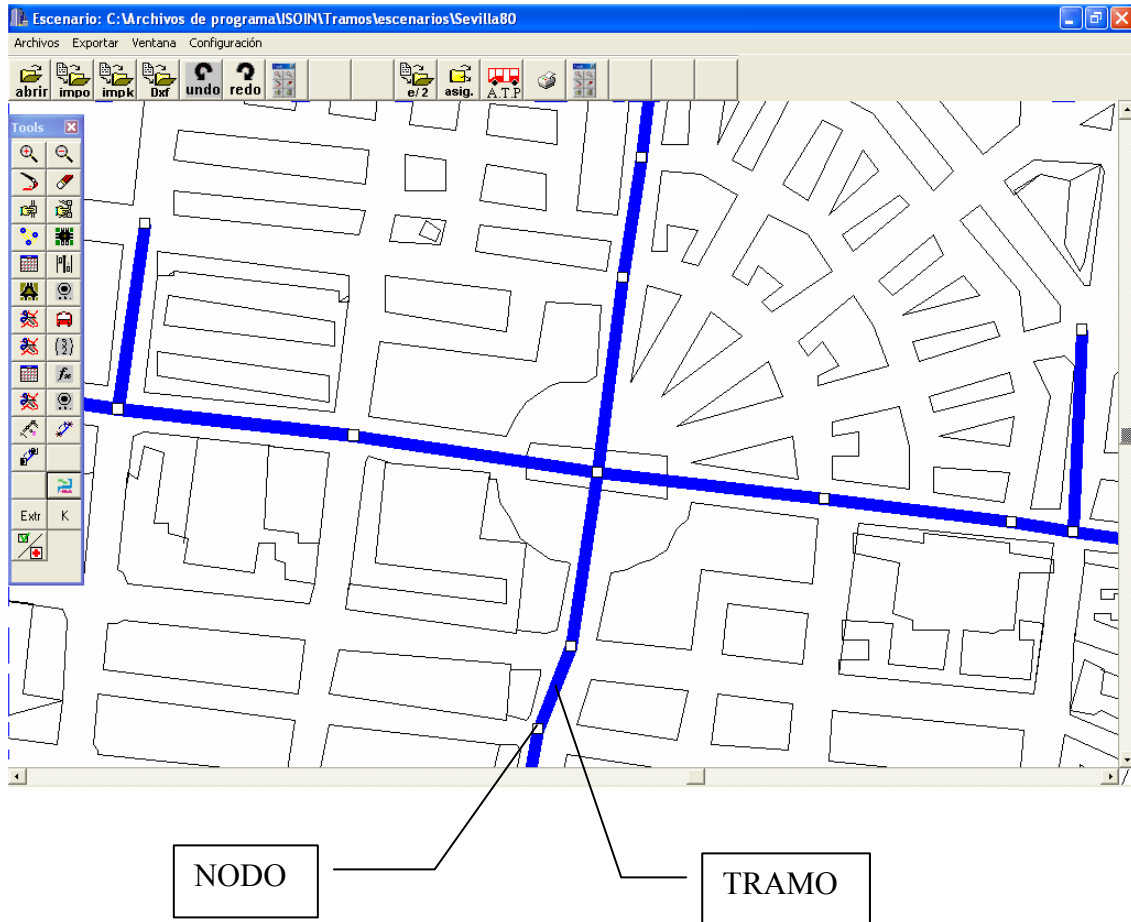 Escenario: C:\Archivos de programa\ISOIN\Tramos\escenarios\Sevilla80
Archivos Exportar Ventana Configuración
abrir impo impk Dxf undo redo e/2 asig. A.T.P
Tools
Extr K
NODO
TRAMO